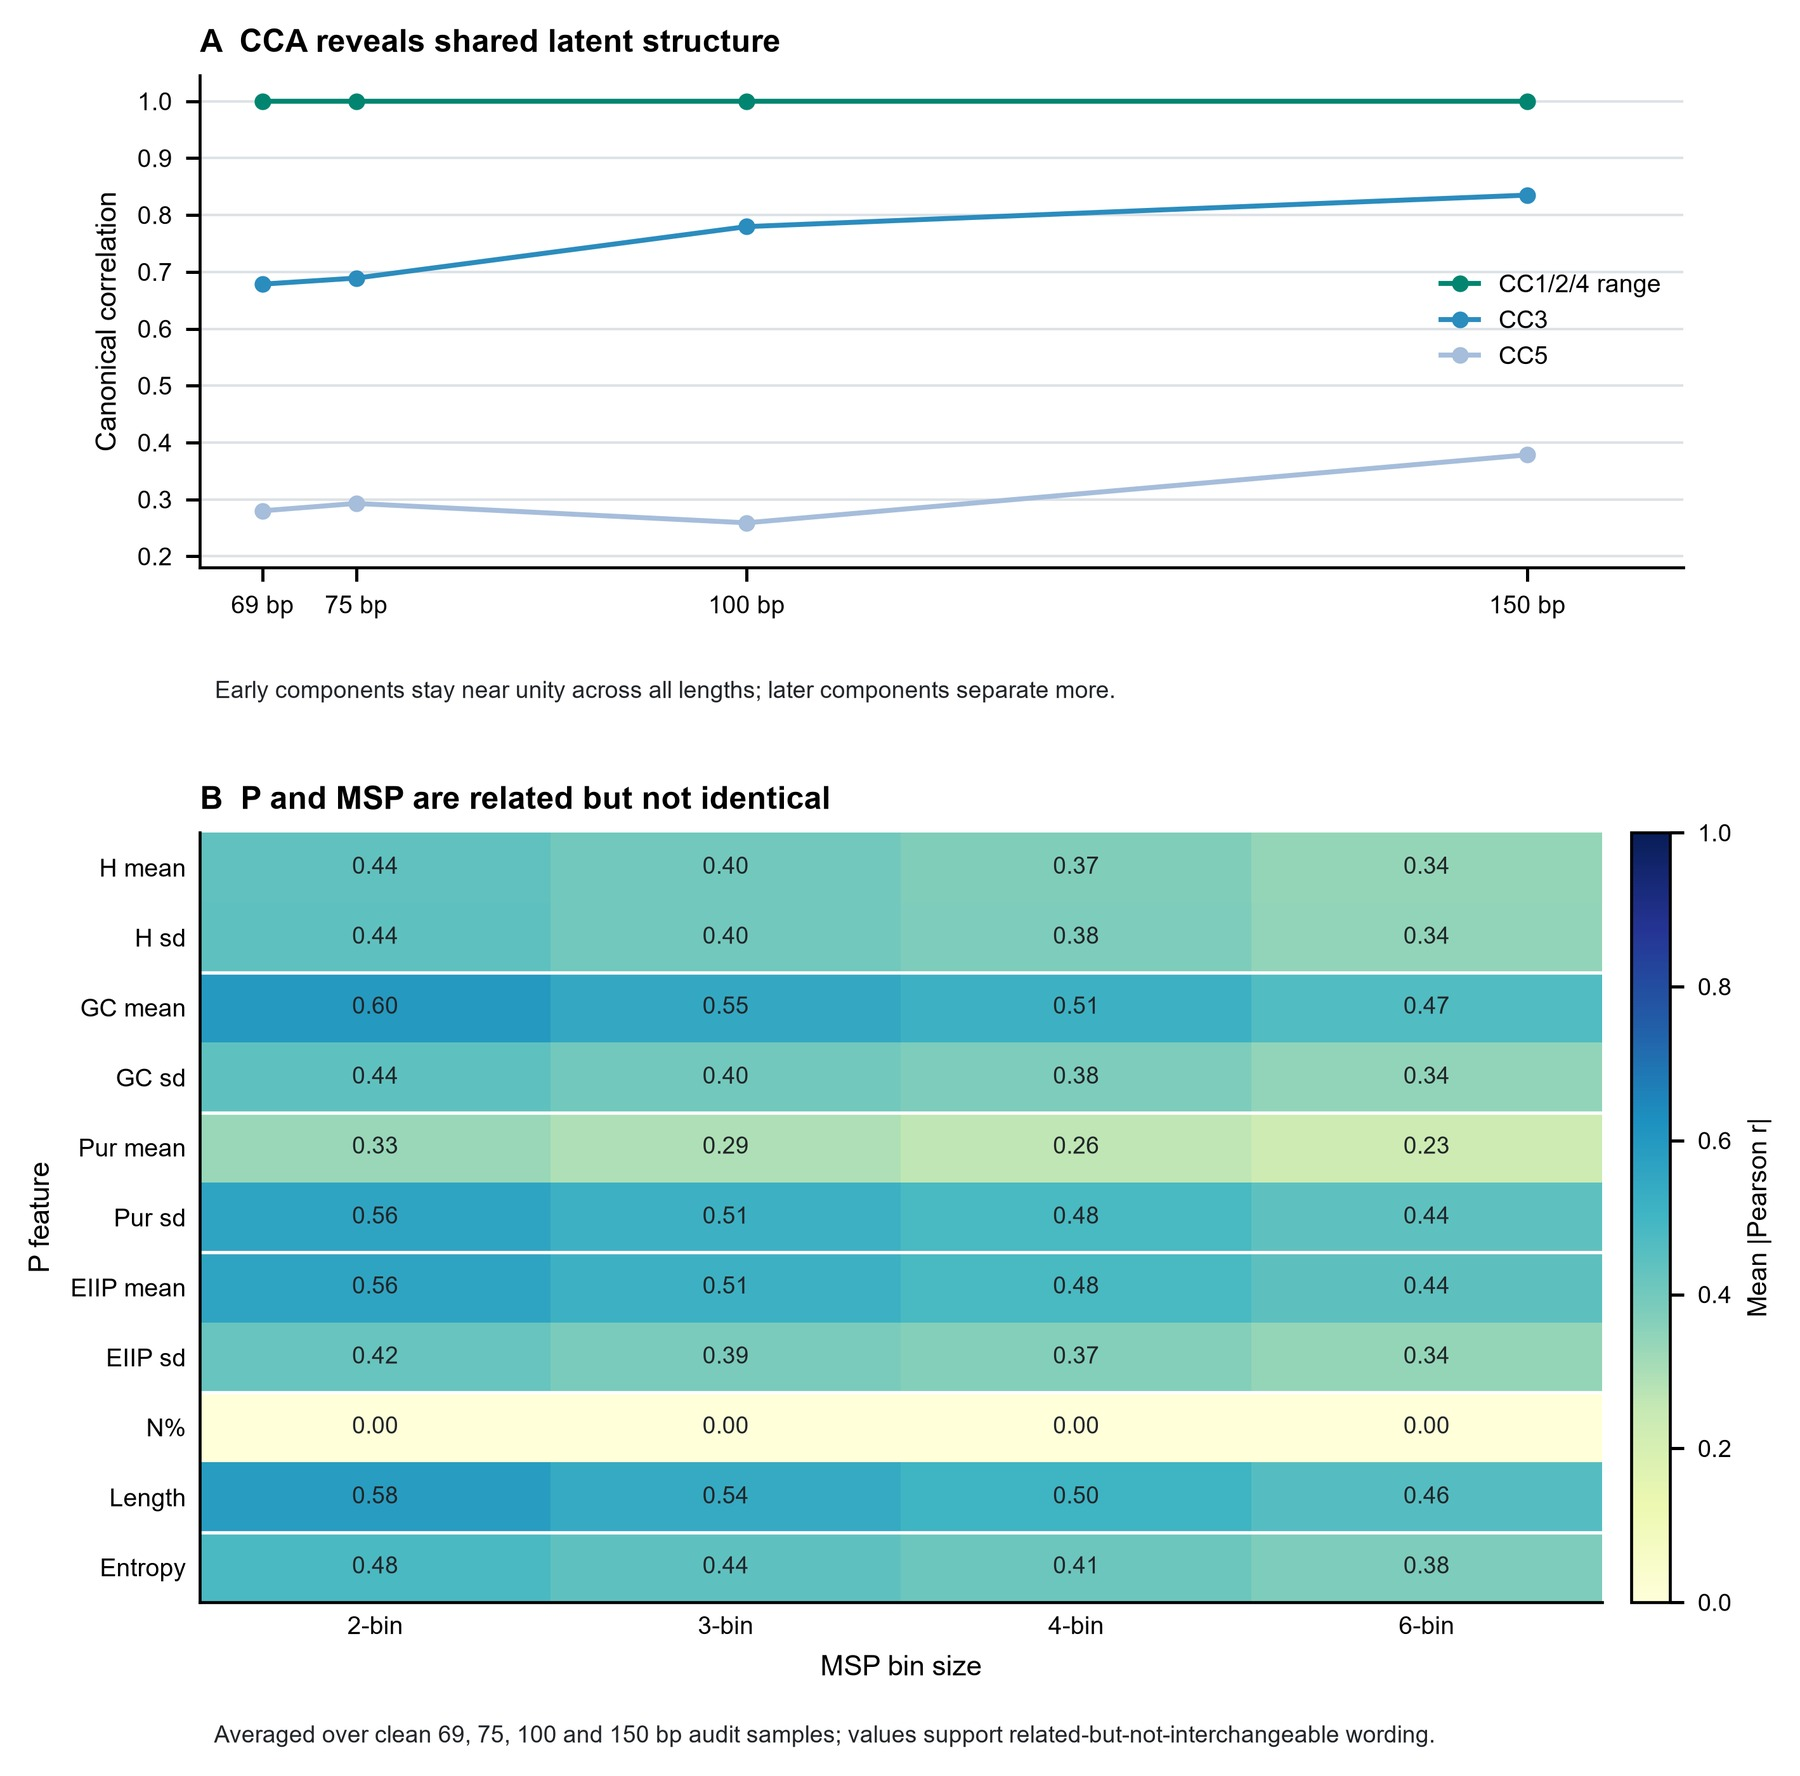 A CCA reveals shared latent structure
Canonical correlation
1.0
0.9
0.8
0.7
0.6
0.5
0.4
0.3
0.2
CC1/2/4 range
CC3
CC5
69 bp 75 bp 100 bp 150 bp
Early components stay near unity across all lengths; later components separate more.
B P and MSP are related but not identical
P feature
H mean 0.44 0.40 0.37 0.34
H sd 0.44 0.40 0.38 0.34
GC mean 0.60 0.55 0.51 0.47
GC sd 0.44 0.40 0.38 0.34
Pur mean 0.33 0.29 0.26 0.23
Pur sd 0.56 0.51 0.48 0.44
EIIP mean 0.56 0.51 0.48 0.44
EIIP sd 0.42 0.39 0.37 0.34
N% 0.00 0.00 0.00 0.00
Length 0.58 0.54 0.50 0.46
Entropy 0.48 0.44 0.41 0.38
2-bin 3-bin 4-bin 6-bin
MSP bin size
1.0
0.8
0.6
0.4
0.2
0.0
Mean |Pearson r|
Averaged over clean 69, 75, 100 and 150 bp audit samples; values support related-but-not-interchangeable wording.